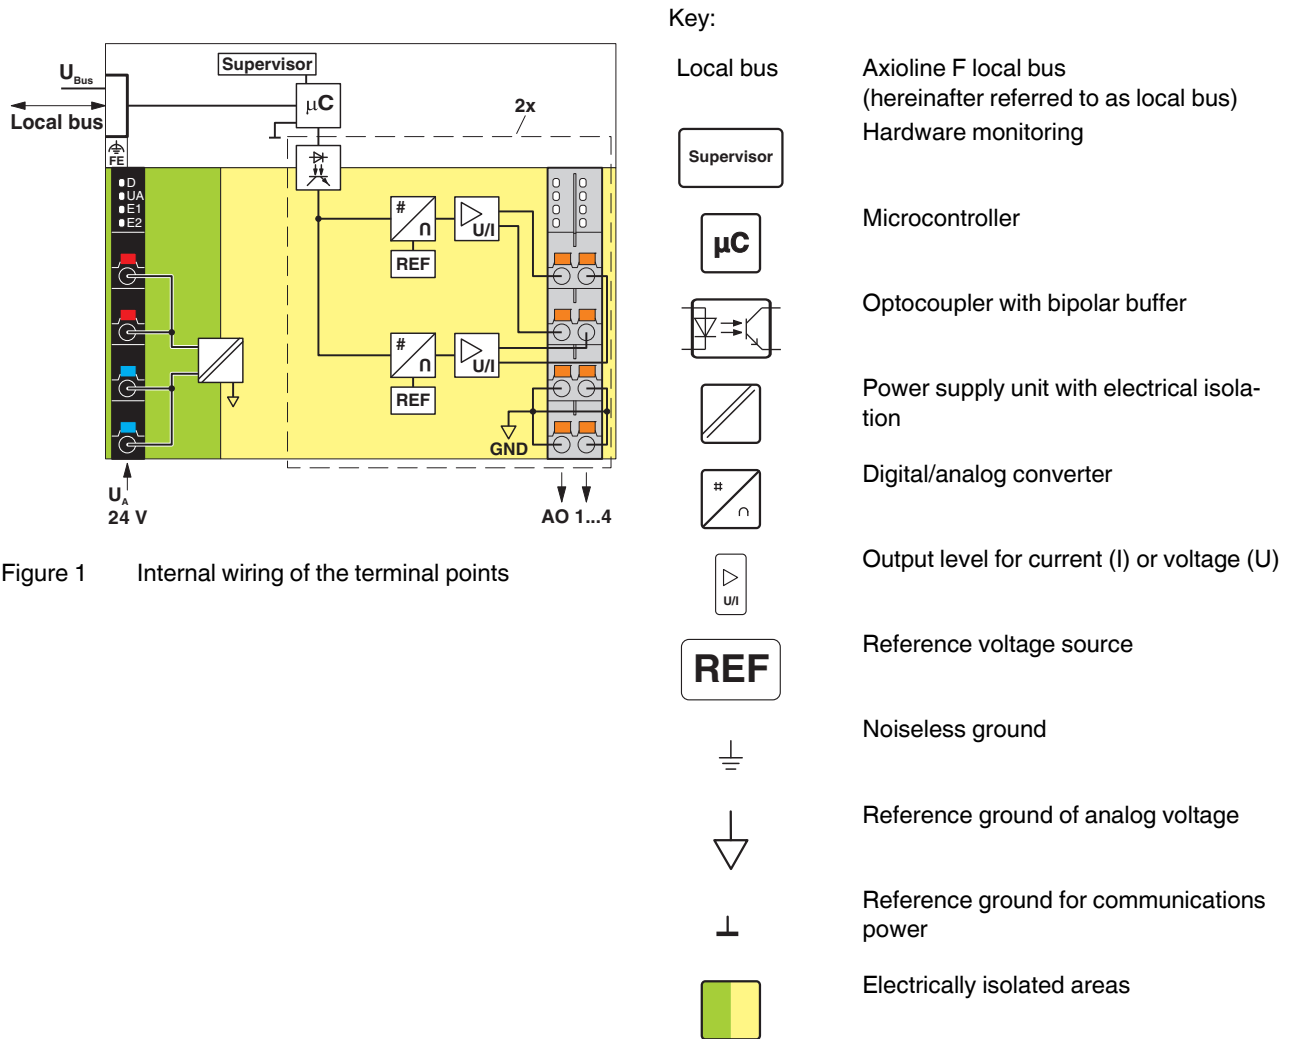 Key:
U_Bus
Local bus
Supervisor
µC
2x
FE
D
UA
E1
E2
#
∩
U/I
REF
#
∩
U/I
REF
GND
U_A
24 V
AO 1...4
Figure 1 Internal wiring of the terminal points
Local bus Axioline F local bus
(hereinafter referred to as local bus)
Supervisor Hardware monitoring
µC Microcontroller
Optocoupler with bipolar buffer
Power supply unit with electrical isola-
tion
# ∩ Digital/analog converter
U/I Output level for current (I) or voltage (U)
REF Reference voltage source
Noiseless ground
Reference ground of analog voltage
Reference ground for communications
power
Electrically isolated areas